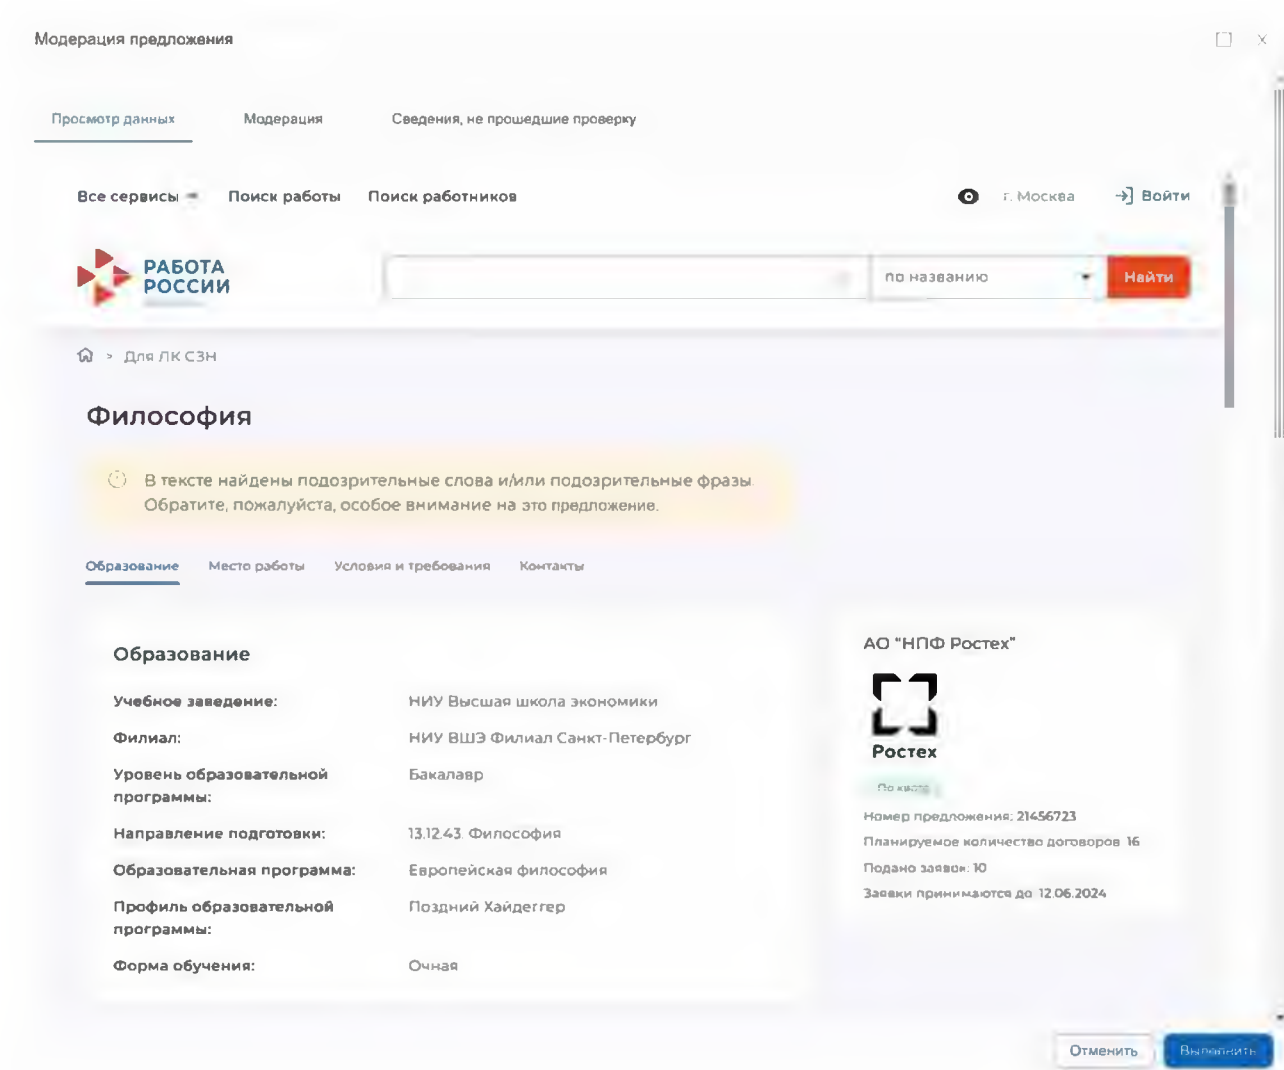 Модерация предложения
Просмотр данных Модерация Сведения, не прошедшие проверку
Все сервисы Поиск работы Поиск работников г. Москва Войти
РАБОТА
РОССИИ
по названию Найти
> Для ЛК СЗН
Философия
В тексте найдены подозрительные слова и/или подозрительные фразы.
Обратите, пожалуйста, особое внимание на это предложение.
Образование Место работы Условия и требования Контакты
Образование
Учебное заведение: НИУ Высшая школа экономики
Филиал: НИУ ВШЭ Филиал Санкт-Петербург
Уровень образовательной Бакалавр
программы:
Направление подготовки: 13.12.43. Философия
Образовательная программа: Европейская философия
Профиль образовательной Поздний Хайдеггер
программы:
Форма обучения: Очная
АО "НПФ Ростех"
Ростех
По квоте
Номер предложения: 21456723
Планируемое количество договоров: 16
Подано заявок: 10
Заявки принимаются до: 12.06.2024
Отменить Выполнить